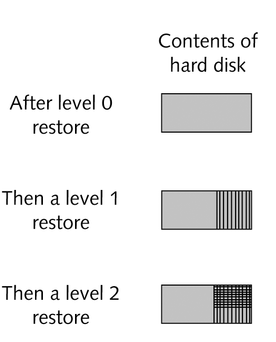 Contents of
hard disk
After level 0
restore
Then a level 1
restore
Then a level 2
restore